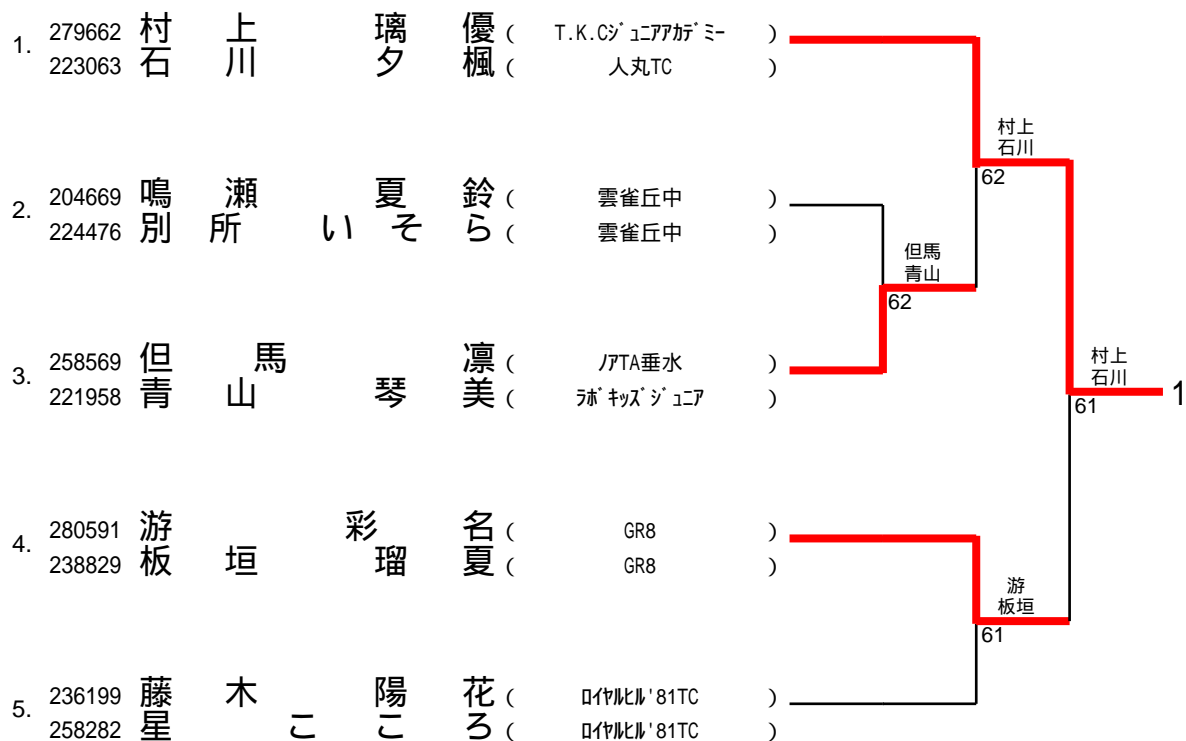 1. 279662 村上 璃優 ( T.K.Cｼﾞｭﾆｱｱｶﾃﾞﾐｰ )
223063 石川 夕楓 ( 人丸TC )
村上
石川
62
2. 204669 鳴瀬 夏鈴 ( 雲雀丘中 )
224476 別所 いそら ( 雲雀丘中 )
但馬
青山
62
3. 258569 但馬 凛 ( ﾉｱTA垂水 )
221958 青山 琴美 ( ﾗﾎﾞｷｯｽﾞｼﾞｭﾆｱ )
村上
石川
61
1
4. 280591 游 彩名 ( GR8 )
238829 板垣 瑠夏 ( GR8 )
游
板垣
61
5. 236199 藤木 陽花 ( ﾛｲﾔﾙﾋﾙ'81TC )
258282 星 こころ ( ﾛｲﾔﾙﾋﾙ'81TC )